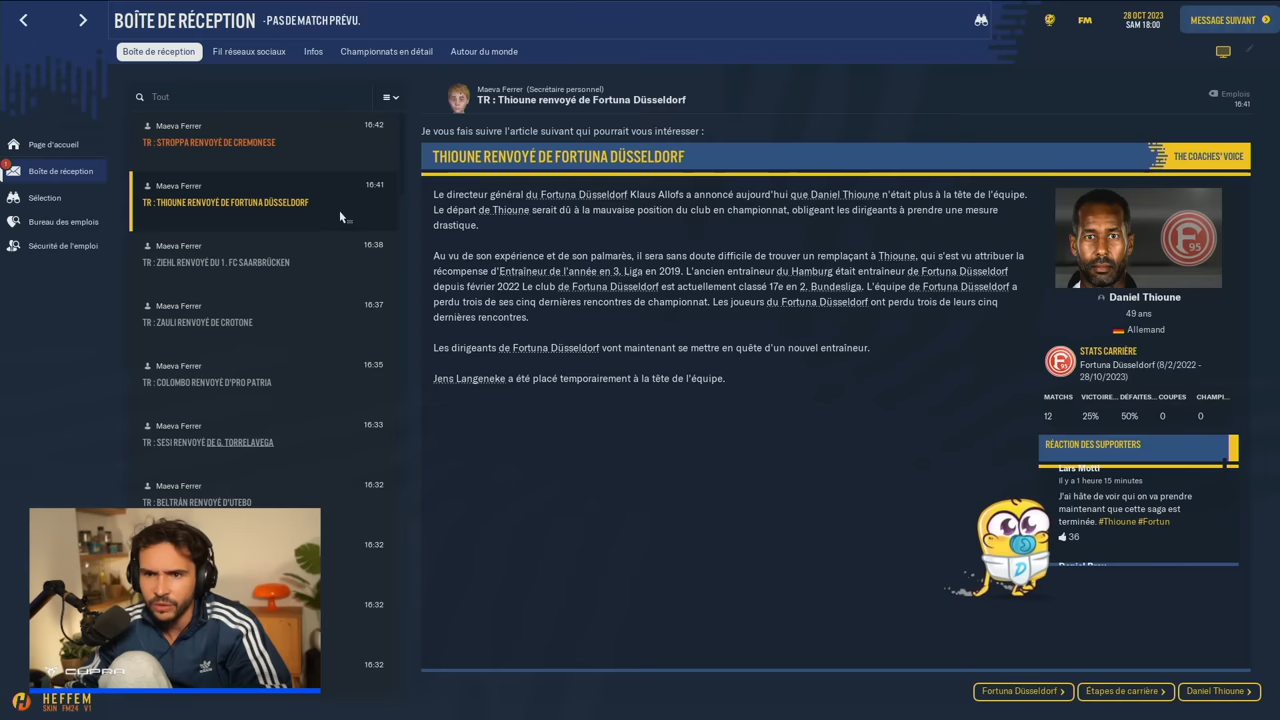 BOÎTE DE RÉCEPTION - PAS DE MATCH PRÉVU.
FM
28 OCT 2023
SAM 18:00
MESSAGE SUIVANT
Boîte de réception
Fil réseaux sociaux
Infos
Championnats en détail
Autour du monde
Page d'accueil
1
Boîte de réception
Sélection
Bureau des emplois
Sécurité de l'emploi
Tout
Maeva Ferrer 16:42
TR : STROPPA RENVOYÉ DE CREMONESE
Maeva Ferrer 16:41
TR : THIOUNE RENVOYÉ DE FORTUNA DÜSSELDORF
Maeva Ferrer 16:38
TR : ZIEHL RENVOYÉ DU 1. FC SAARBRÜCKEN
Maeva Ferrer 16:37
TR : ZAULI RENVOYÉ DE CROTONE
Maeva Ferrer 16:35
TR : COLOMBO RENVOYÉ D'PRO PATRIA
Maeva Ferrer 16:33
TR : SESI RENVOYÉ DE G. TORRELAVEGA
Maeva Ferrer 16:32
TR : BELTRÁN RENVOYÉ D'UTEBO
16:32
16:32
16:32
Maeva Ferrer (Secrétaire personnel)
TR : Thioune renvoyé de Fortuna Düsseldorf
Emplois
16:41
Je vous fais suivre l'article suivant qui pourrait vous intéresser :
THIOUNE RENVOYÉ DE FORTUNA DÜSSELDORF
THE COACHES' VOICE
Le directeur général du Fortuna Düsseldorf Klaus Allofs a annoncé aujourd'hui que Daniel Thioune n'était plus à la tête de l'équipe.
Le départ de Thioune serait dû à la mauvaise position du club en championnat, obligeant les dirigeants à prendre une mesure
drastique.
Au vu de son expérience et de son palmarès, il sera sans doute difficile de trouver un remplaçant à Thioune, qui s'est vu attribuer la
récompense d'Entraîneur de l'année en 3. Liga en 2019. L'ancien entraîneur du Hamburg était entraîneur de Fortuna Düsseldorf
depuis février 2022 Le club de Fortuna Düsseldorf est actuellement classé 17e en 2. Bundesliga. L'équipe de Fortuna Düsseldorf a
perdu trois de ses cinq dernières rencontres de championnat. Les joueurs du Fortuna Düsseldorf ont perdu trois de leurs cinq
dernières rencontres.
Les dirigeants de Fortuna Düsseldorf vont maintenant se mettre en quête d'un nouvel entraîneur.
Jens Langeneke a été placé temporairement à la tête de l'équipe.
F95
Daniel Thioune
49 ans
Allemand
STATS CARRIÈRE
Fortuna Düsseldorf (8/2/2022 -
28/10/2023)
MATCHS VICTOIRE... DÉFAITES... COUPES CHAMPI...
12 25% 50% 0 0
RÉACTION DES SUPPORTERS
Lars Mottl
Il y a 1 heure 15 minutes
J'ai hâte de voir qui on va prendre
maintenant que cette saga est
terminée. #Thioune #Fortun
36
D
CUPRA
HEFFEM
SKIN FM24 V1
Fortuna Düsseldorf
Étapes de carrière
Daniel Thioune